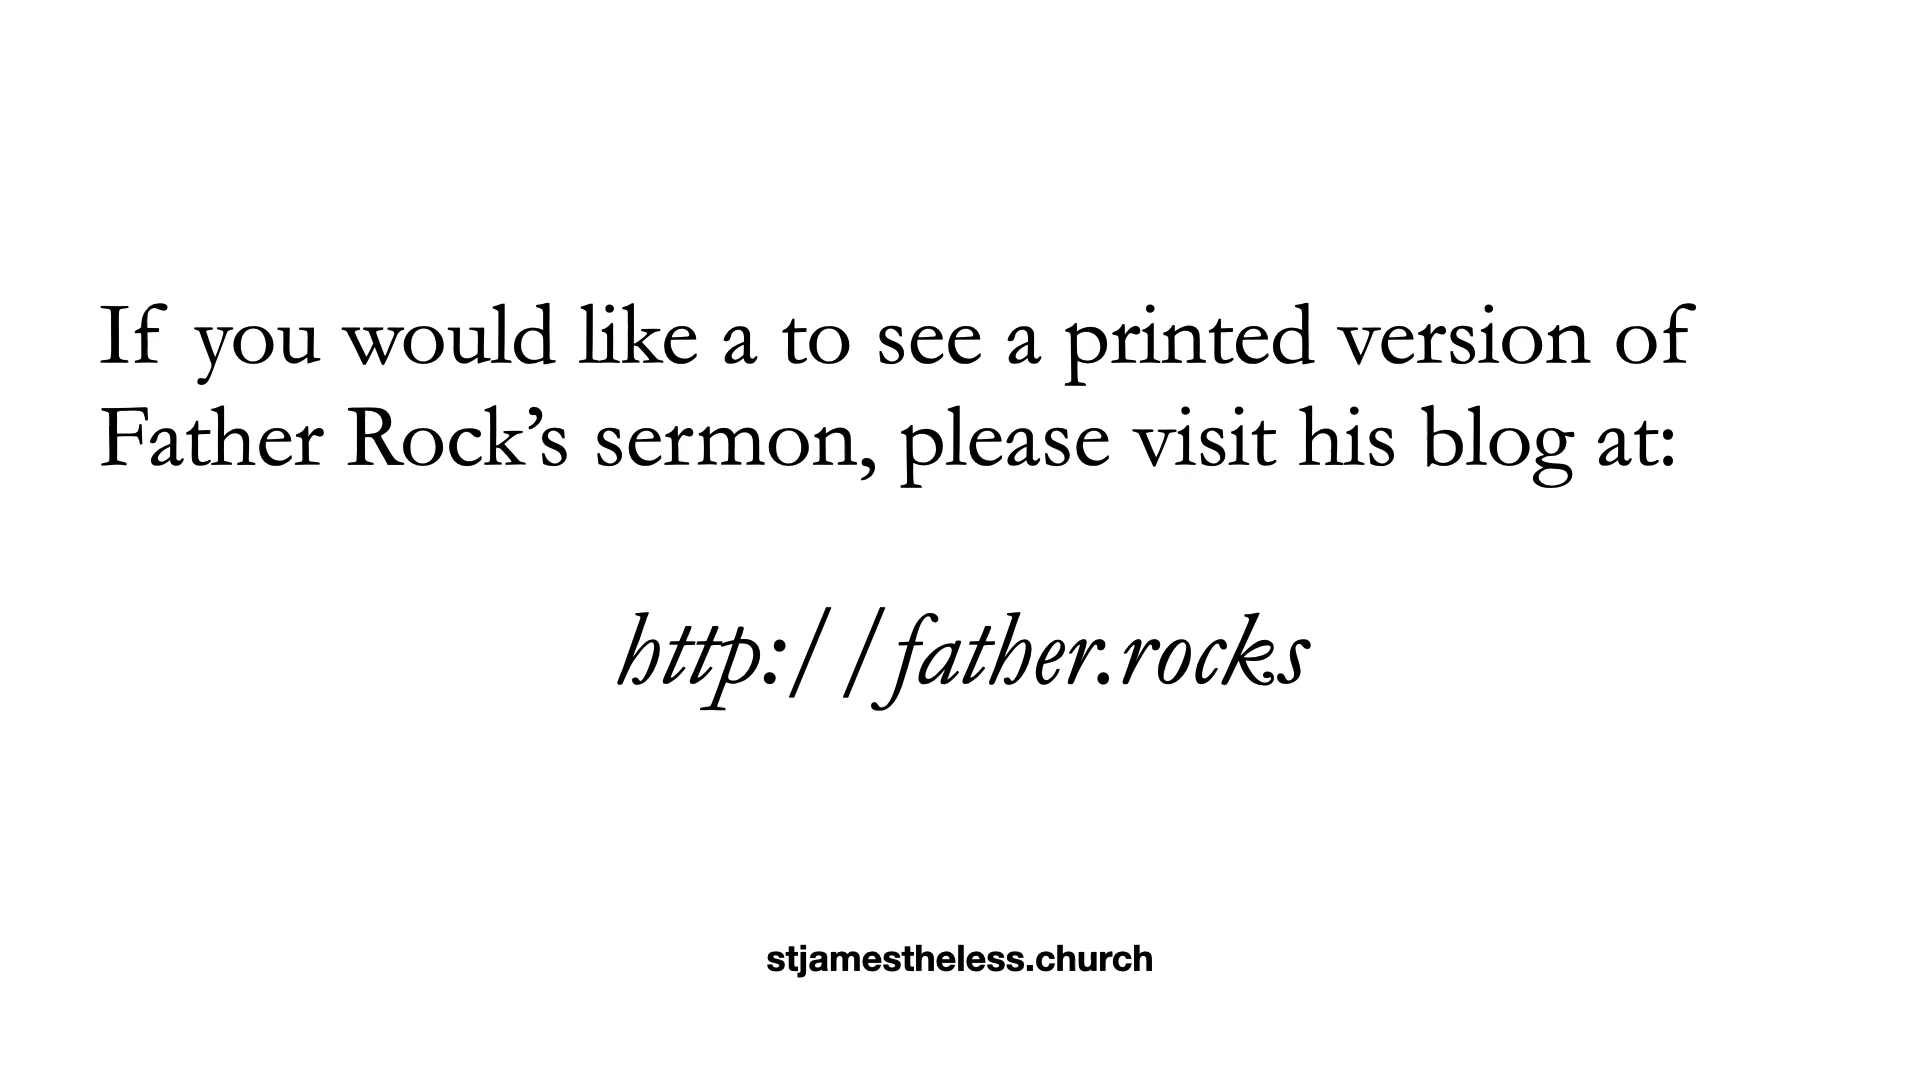 If you would like a to see a printed version of
Father Rock’s sermon, please visit his blog at:
http://father.rocks
stjamestheless.church